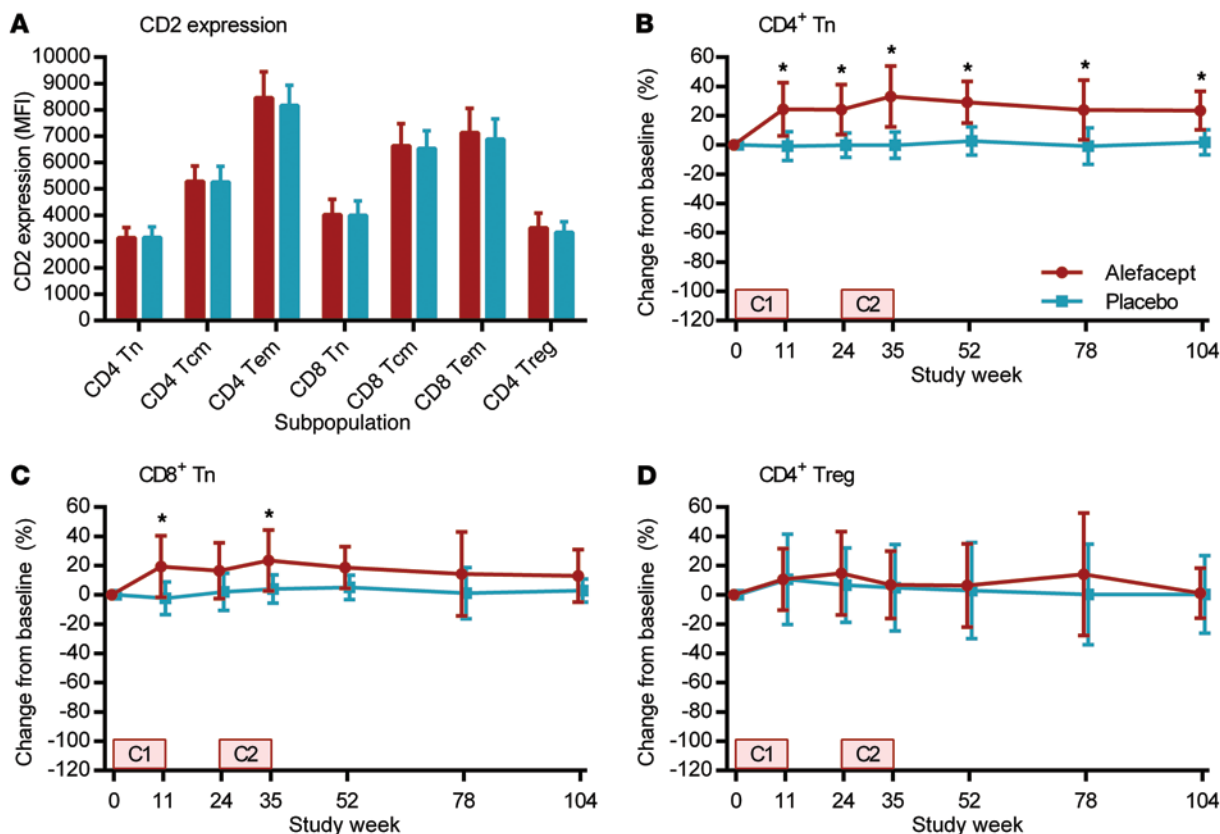 A CD2 expression
CD2 expression (MFI)
10000
9000
8000
7000
6000
5000
4000
3000
2000
1000
0
CD4 Tn
CD4 Tcm
CD4 Tem
CD8 Tn
CD8 Tcm
CD8 Tem
CD4 Treg
Subpopulation
B CD4+ Tn
Change from baseline (%)
60
40
20
0
-20
-40
-60
-80
-100
-120
* * * * * *
Alefacept
Placebo
C1 C2
0 11 24 35 52 78 104
Study week
C CD8+ Tn
Change from baseline (%)
60
40
20
0
-20
-40
-60
-80
-100
-120
* *
C1 C2
0 11 24 35 52 78 104
Study week
D CD4+ Treg
Change from baseline (%)
60
40
20
0
-20
-40
-60
-80
-100
-120
C1 C2
0 11 24 35 52 78 104
Study week